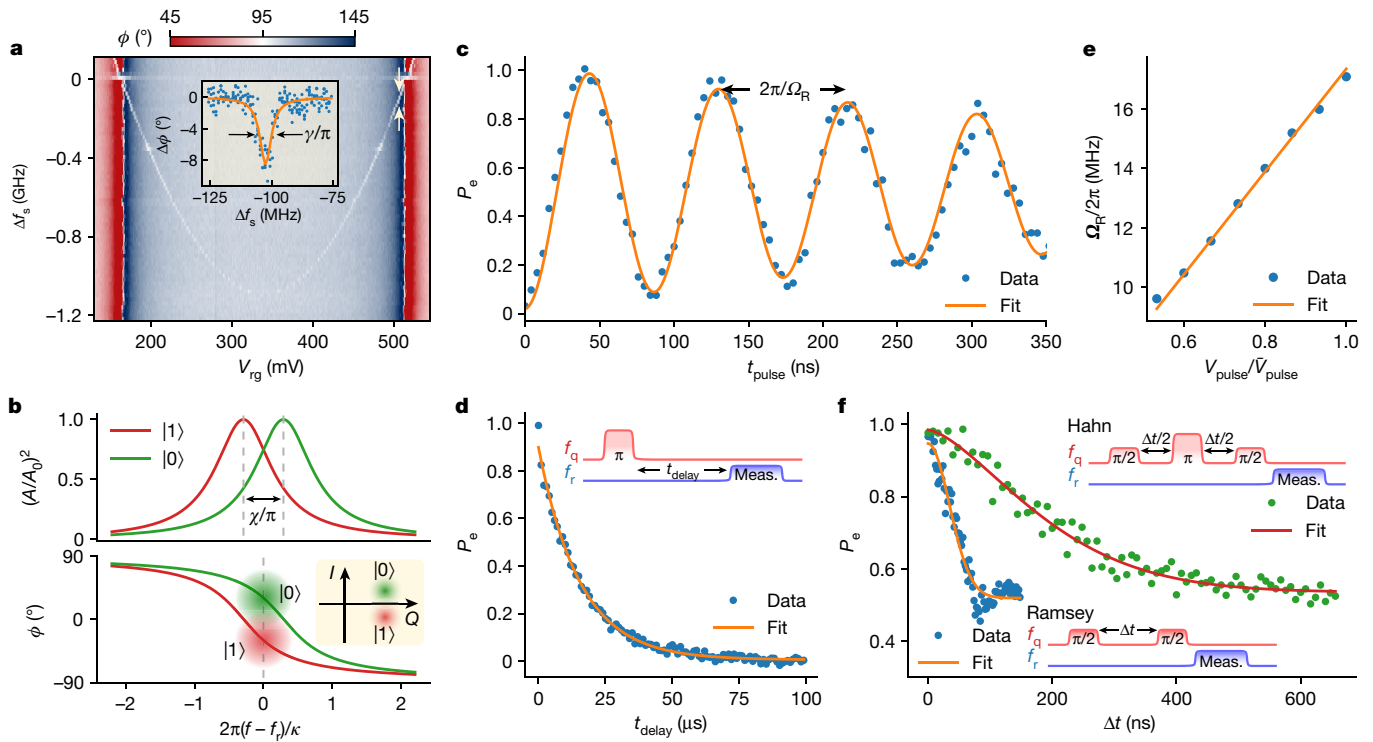 a
ϕ (°)
45 95 145
Δf_s (GHz)
0
−0.4
−0.8
−1.2
200 300 400 500
V_rg (mV)
Δϕ (°)
0
−4
−8
γ/π
−125 −100 −75
Δf_s (MHz)
b
(A/A_0)^2
1.0
0.5
0
|1⟩
|0⟩
χ/π
ϕ (°)
90
0
−90
|0⟩
|1⟩
I |0⟩
Q
|1⟩
−2 −1 0 1 2
2π(f − f_r)/κ
c
P_e
1.0
0.8
0.6
0.4
0.2
0
2π/Ω_R
Data
Fit
0 50 100 150 200 250 300 350
t_pulse (ns)
d
P_e
1.0
0.8
0.6
0.4
0.2
0
f_q π
t_delay
f_r Meas.
Data
Fit
0 25 50 75 100
t_delay (μs)
e
Ω_R/2π (MHz)
16
14
12
10
Data
Fit
0.6 0.8 1.0
V_pulse/V̄_pulse
f
P_e
1.0
0.8
0.6
0.4
Hahn
Δt/2 Δt/2
f_q π/2 π π/2
f_r Meas.
Data
Fit
Ramsey
Data
Fit
f_q π/2 Δt π/2
f_r Meas.
0 200 400 600
Δt (ns)